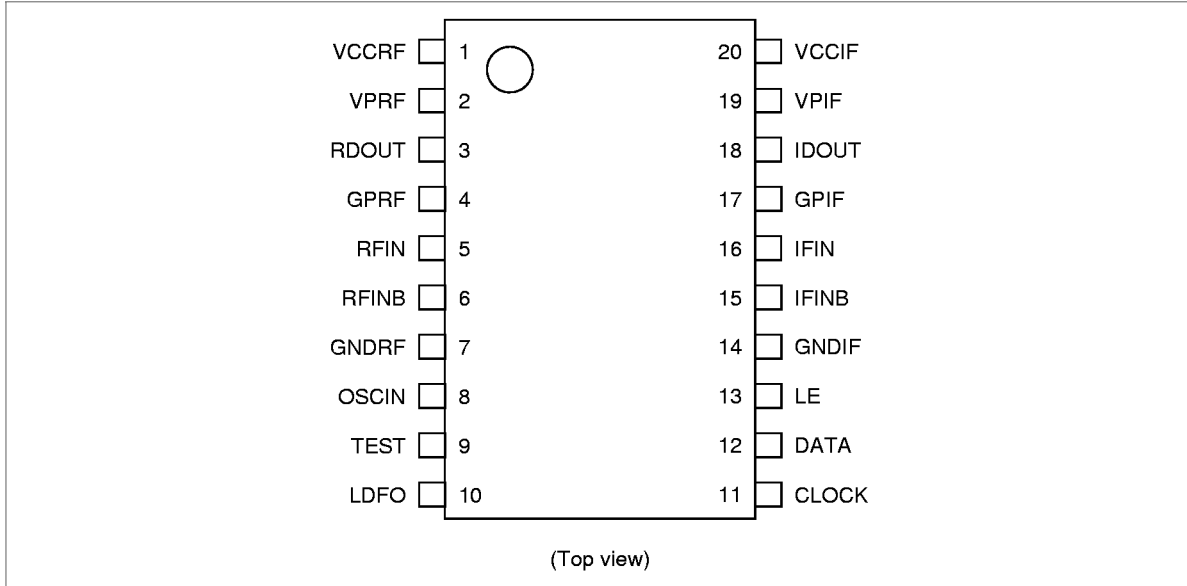 VCCRF 1 20 VCCIF
VPRF 2 19 VPIF
RDOUT 3 18 IDOUT
GPRF 4 17 GPIF
RFIN 5 16 IFIN
RFINB 6 15 IFINB
GNDRF 7 14 GNDIF
OSCIN 8 13 LE
TEST 9 12 DATA
LDFO 10 11 CLOCK
(Top view)